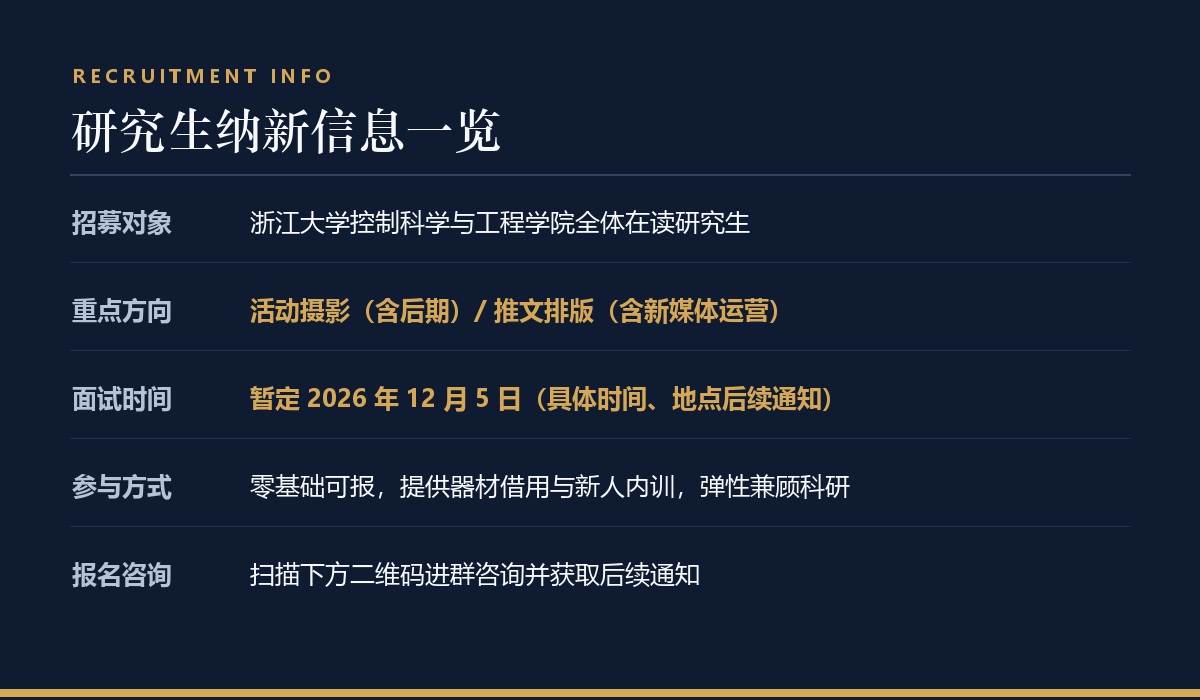 RECRUITMENT INFO
研究生纳新信息一览
招募对象 浙江大学控制科学与工程学院全体在读研究生
重点方向 活动摄影（含后期）/ 推文排版（含新媒体运营）
面试时间 暂定 2026 年 12 月 5 日（具体时间、地点后续通知）
参与方式 零基础可报，提供器材借用与新人内训，弹性兼顾科研
报名咨询 扫描下方二维码进群咨询并获取后续通知